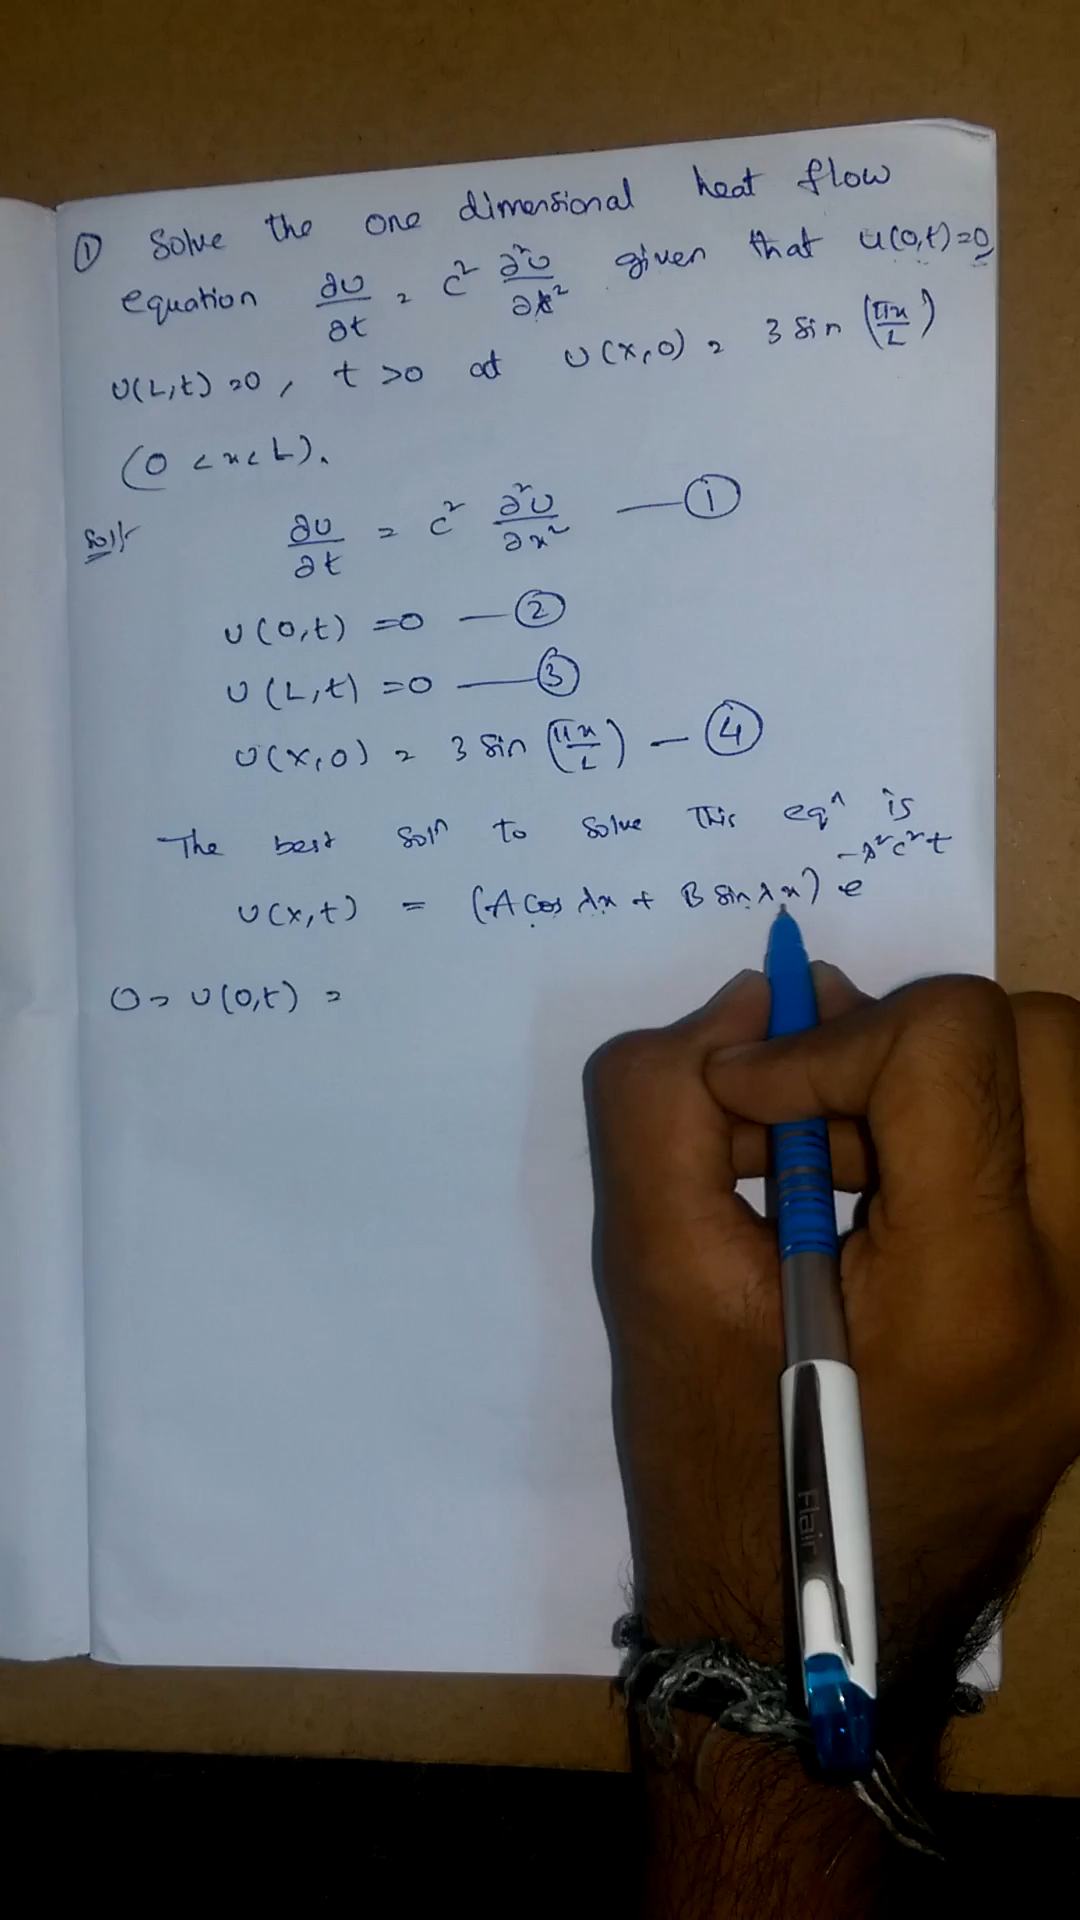 ① Solve the one dimensional heat flow
equation ∂u/∂t = c² ∂²u/∂x² given that u(0,t)=0,
u(L,t)=0, t>0 at u(x,0) = 3 sin (πx/L)
(0<x<L).
Sol:- ∂u/∂t = c² ∂²u/∂x² — ①
u(0,t) =0 — ②
u(L,t) =0 — ③
u(x,0) = 3 sin (πx/L) — ④
The best soln to solve this eqn is
u(x,t) = (A cos λx + B sin λx) e^-λ²c²t
0 = u(0,t) =
Flair